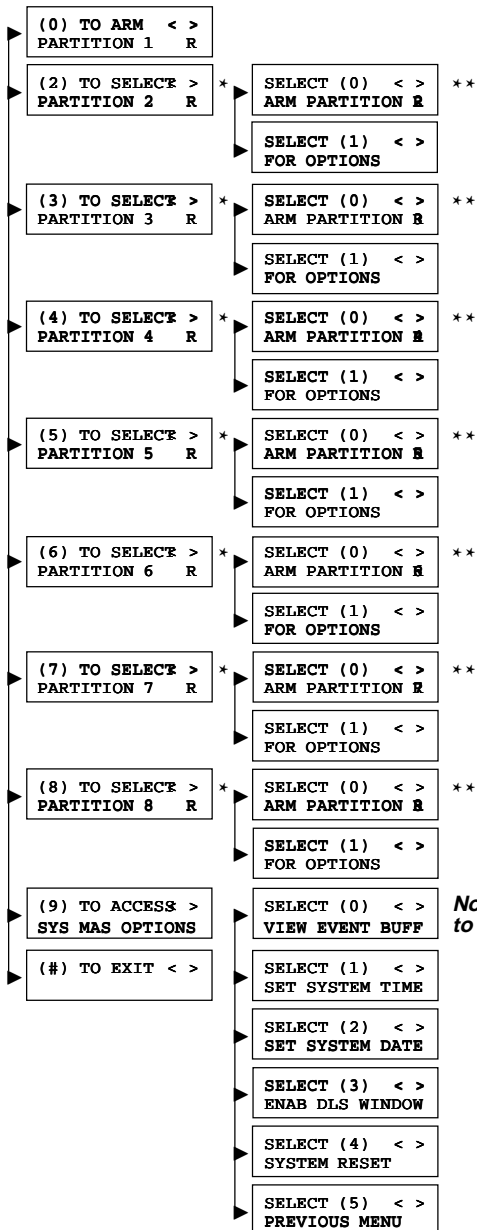 (0) TO ARM < >
PARTITION 1 R
(2) TO SELECT < > *
PARTITION 2 R
SELECT (0) < > **
ARM PARTITION 2
SELECT (1) < >
FOR OPTIONS
(3) TO SELECT < > *
PARTITION 3 R
SELECT (0) < > **
ARM PARTITION 3
SELECT (1) < >
FOR OPTIONS
(4) TO SELECT < > *
PARTITION 4 R
SELECT (0) < > **
ARM PARTITION 4
SELECT (1) < >
FOR OPTIONS
(5) TO SELECT < > *
PARTITION 5 R
SELECT (0) < > **
ARM PARTITION 5
SELECT (1) < >
FOR OPTIONS
(6) TO SELECT < > *
PARTITION 6 R
SELECT (0) < > **
ARM PARTITION 6
SELECT (1) < >
FOR OPTIONS
(7) TO SELECT < > *
PARTITION 7 R
SELECT (0) < > **
ARM PARTITION 7
SELECT (1) < >
FOR OPTIONS
(8) TO SELECT < > *
PARTITION 8 R
SELECT (0) < > **
ARM PARTITION 8
SELECT (1) < >
FOR OPTIONS
(9) TO ACCESS < >
SYS MAS OPTIONS
(#) TO EXIT < >
SELECT (0) < >
VIEW EVENT BUFF
to
SELECT (1) < >
SET SYSTEM TIME
SELECT (2) < >
SET SYSTEM DATE
SELECT (3) < >
ENAB DLS WINDOW
SELECT (4) < >
SYSTEM RESET
SELECT (5) < >
PREVIOUS MENU